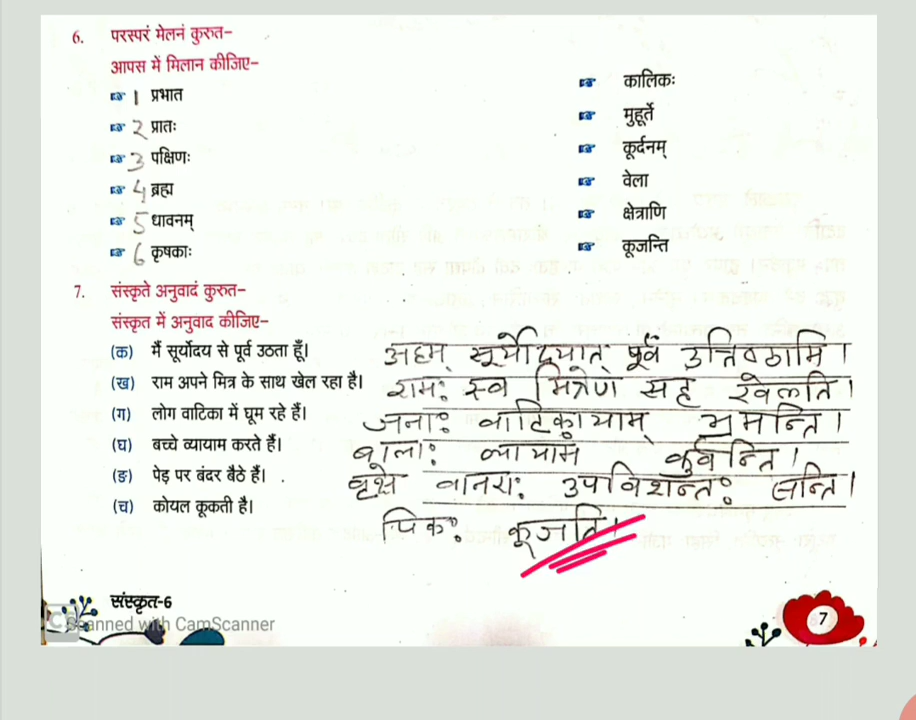 6. परस्परं मेलनं कुरुत–
आपस में मिलान कीजिए–
1 प्रभात
कालिकः
2 प्रातः
मुहूर्ते
3 पक्षिणः
कूर्दनम्
4 ब्रह्म
वेला
5 धावनम्
क्षेत्राणि
6 कृषकाः
कूजन्ति
7. संस्कृते अनुवादं कुरुत–
संस्कृत में अनुवाद कीजिए–
(क) मैं सूर्योदय से पूर्व उठता हूँ। अहम् सूर्योदयात् पूर्वं उत्तिष्ठामि।
(ख) राम अपने मित्र के साथ खेल रहा है। रामः स्व मित्रेण सह खेलति।
(ग) लोग वाटिका में घूम रहे हैं। जनाः वाटिकायाम् भ्रमन्ति।
(घ) बच्चे व्यायाम करते हैं। बालाः व्यायाम कुर्वन्ति।
(ङ) पेड़ पर बंदर बैठे हैं। वृक्षे वानराः उपविशन्तः सन्ति।
(च) कोयल कूकती है। पिकः कूजति।
संस्कृत-6
Scanned with CamScanner
7